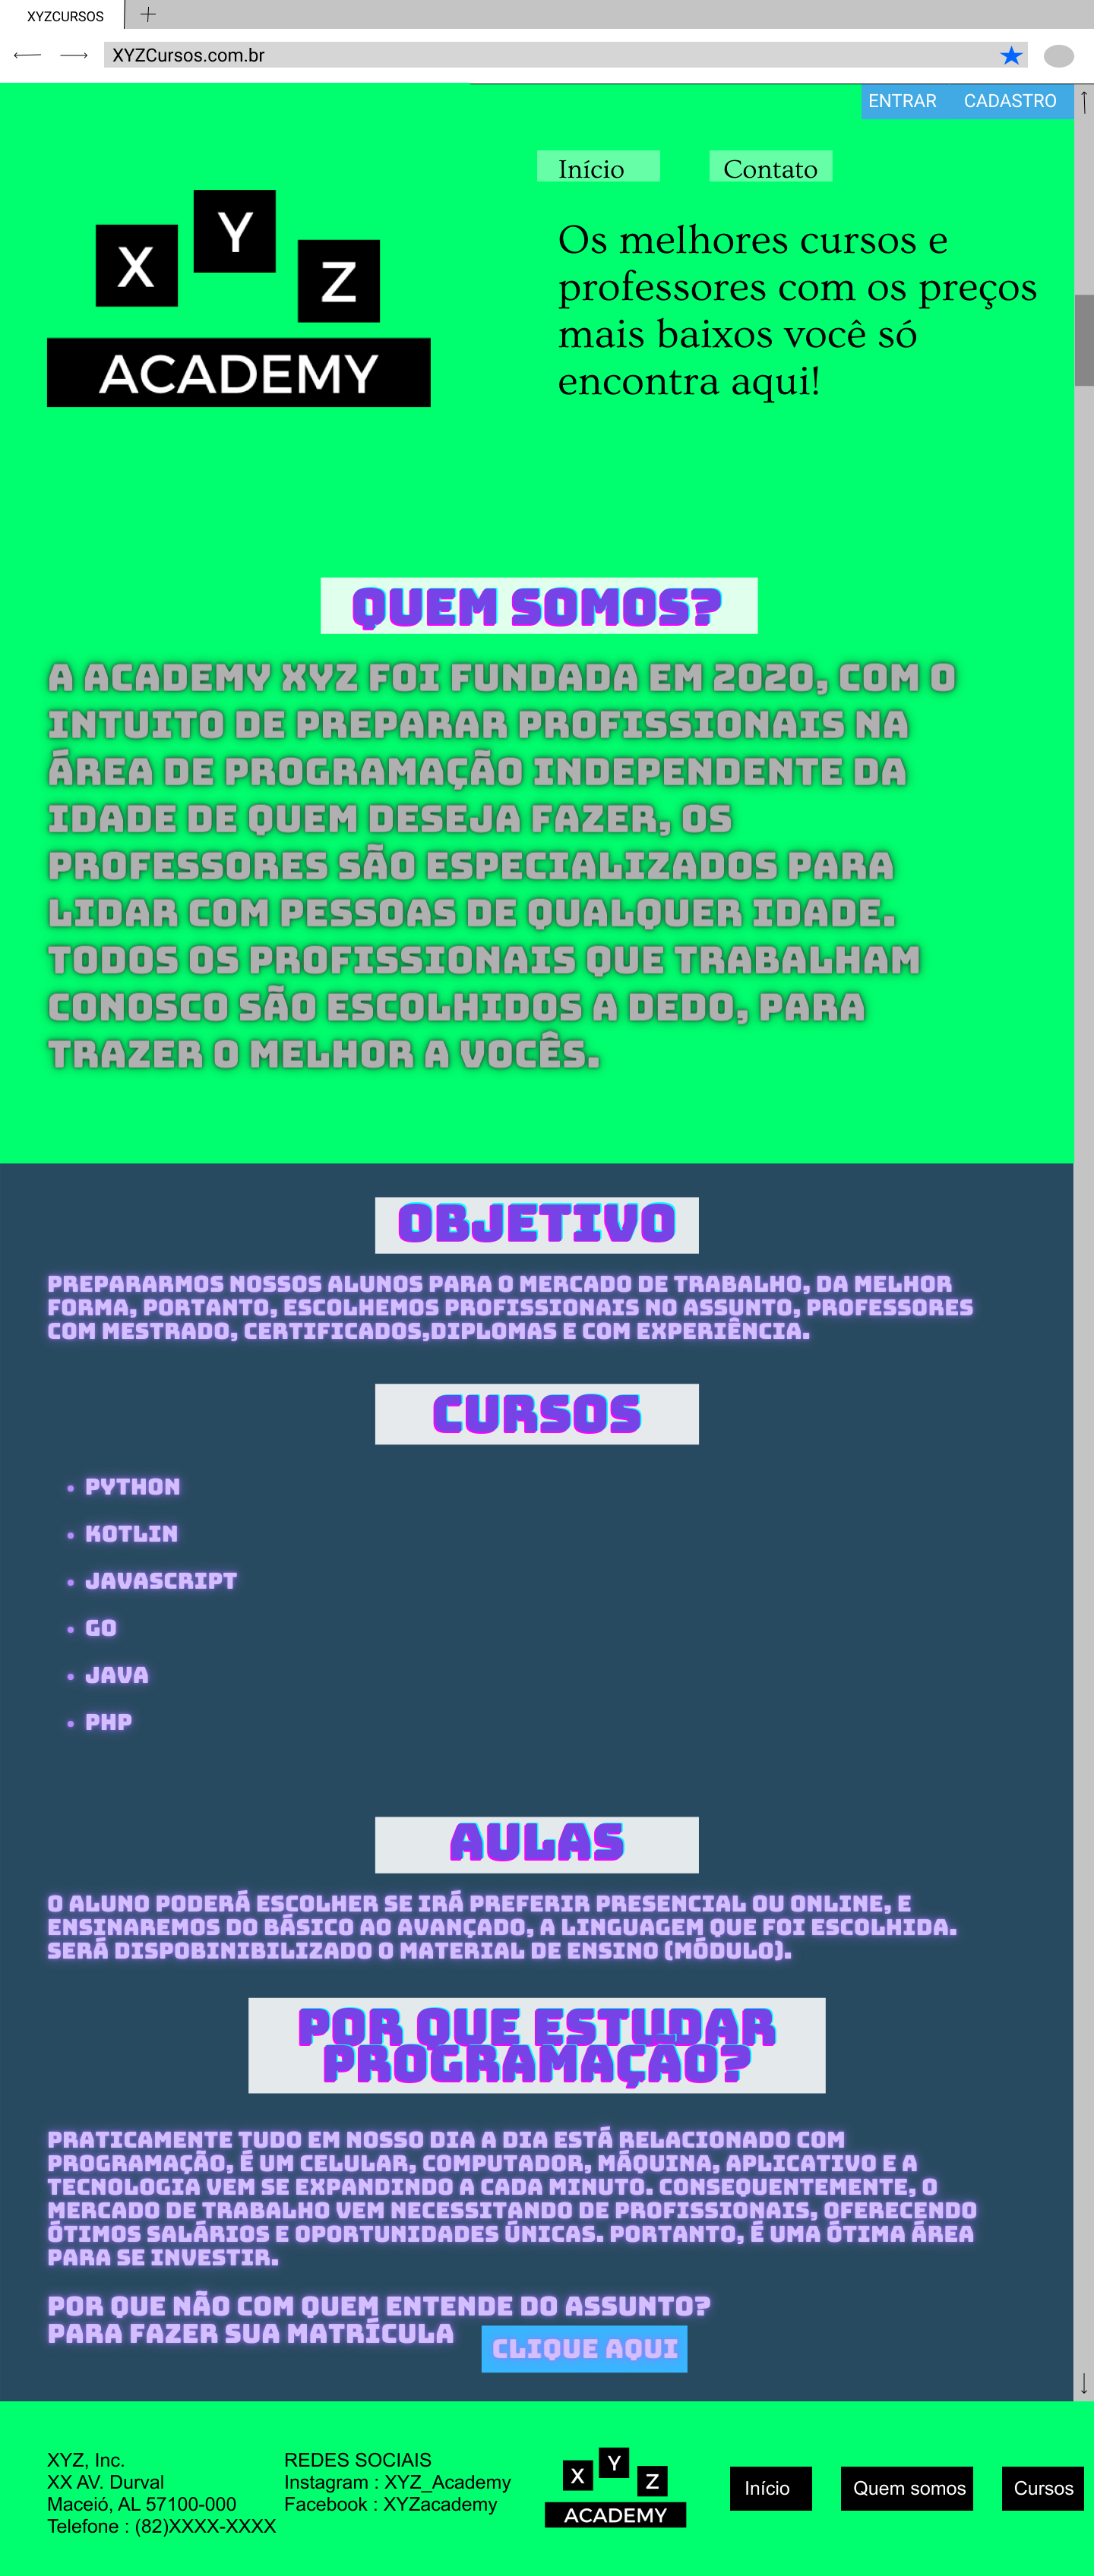 XYZCURSOS
XYZCursos.com.br
ENTRAR CADASTRO
Início Contato
X Y Z
ACADEMY
Os melhores cursos e
professores com os preços
mais baixos você só
encontra aqui!
QUEM SOMOS?
A ACADEMY XYZ FOI FUNDADA EM 2020, COM O
INTUITO DE PREPARAR PROFISSIONAIS NA
ÁREA DE PROGRAMAÇÃO INDEPENDENTE DA
IDADE DE QUEM DESEJA FAZER, OS
PROFESSORES SÃO ESPECIALIZADOS PARA
LIDAR COM PESSOAS DE QUALQUER IDADE.
TODOS OS PROFISSIONAIS QUE TRABALHAM
CONOSCO SÃO ESCOLHIDOS A DEDO, PARA
TRAZER O MELHOR A VOCÊS.
OBJETIVO
PREPARARMOS NOSSOS ALUNOS PARA O MERCADO DE TRABALHO, DA MELHOR
FORMA, PORTANTO, ESCOLHEMOS PROFISSIONAIS NO ASSUNTO, PROFESSORES
COM MESTRADO, CERTIFICADOS,DIPLOMAS E COM EXPERIÊNCIA.
CURSOS
• PYTHON
• KOTLIN
• JAVASCRIPT
• GO
• JAVA
• PHP
AULAS
O ALUNO PODERÁ ESCOLHER SE IRÁ PREFERIR PRESENCIAL OU ONLINE, E
ENSINAREMOS DO BÁSICO AO AVANÇADO, A LINGUAGEM QUE FOI ESCOLHIDA.
SERÁ DISPOBINIBILIZADO O MATERIAL DE ENSINO (MÓDULO).
POR QUE ESTUDAR
PROGRAMAÇÃO?
PRATICAMENTE TUDO EM NOSSO DIA A DIA ESTÁ RELACIONADO COM
PROGRAMAÇÃO, É UM CELULAR, COMPUTADOR, MÁQUINA, APLICATIVO E A
TECNOLOGIA VEM SE EXPANDINDO A CADA MINUTO. CONSEQUENTEMENTE, O
MERCADO DE TRABALHO VEM NECESSITANDO DE PROFISSIONAIS, OFERECENDO
ÓTIMOS SALÁRIOS E OPORTUNIDADES ÚNICAS. PORTANTO, É UMA ÓTIMA ÁREA
PARA SE INVESTIR.
POR QUE NÃO COM QUEM ENTENDE DO ASSUNTO?
PARA FAZER SUA MATRÍCULA
CLIQUE AQUI
XYZ, Inc.
XX AV. Durval
Maceió, AL 57100-000
Telefone : (82)XXXX-XXXX
REDES SOCIAIS
Instagram : XYZ_Academy
Facebook : XYZacademy
X Y Z
ACADEMY
Início Quem somos Cursos